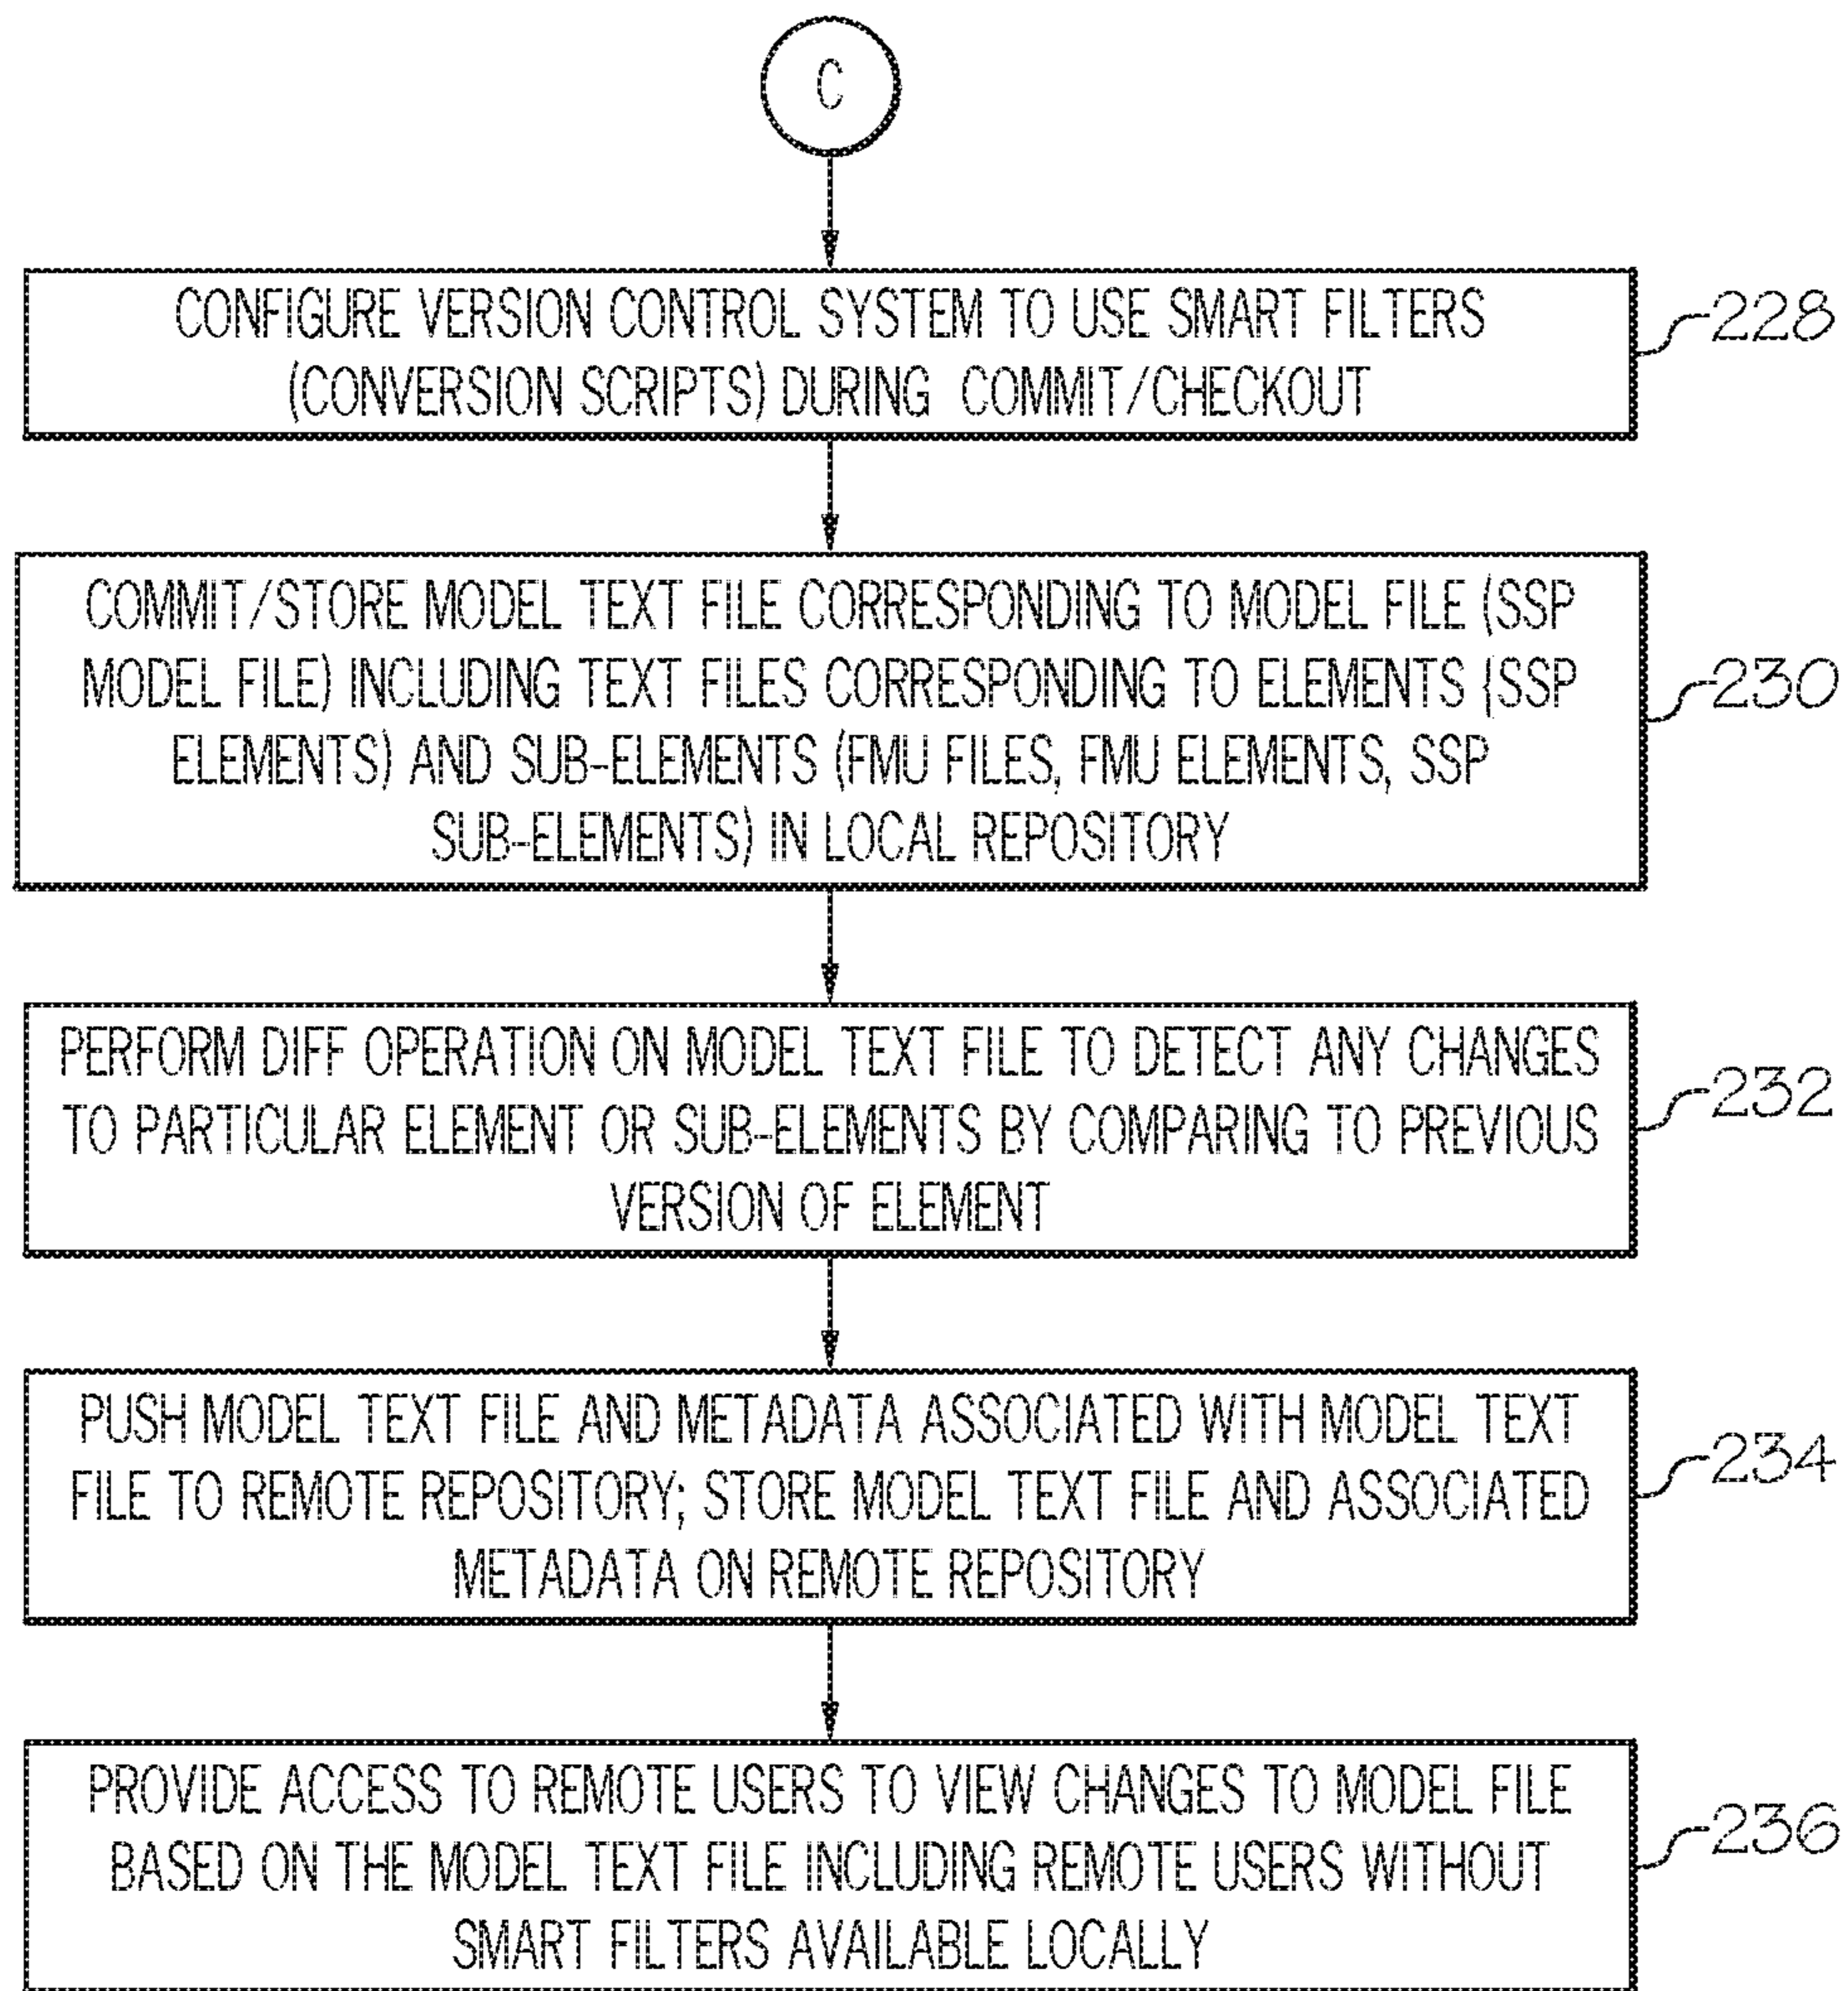 C
CONFIGURE VERSION CONTROL SYSTEM TO USE SMART FILTERS
(CONVERSION SCRIPTS) DURING COMMIT/CHECKOUT
228
COMMIT/STORE MODEL TEXT FILE CORRESPONDING TO MODEL FILE (SSP
MODEL FILE) INCLUDING TEXT FILES CORRESPONDING TO ELEMENTS {SSP
ELEMENTS) AND SUB-ELEMENTS (FMU FILES, FMU ELEMENTS, SSP
SUB-ELEMENTS) IN LOCAL REPOSITORY
230
PERFORM DIFF OPERATION ON MODEL TEXT FILE TO DETECT ANY CHANGES
TO PARTICULAR ELEMENT OR SUB-ELEMENTS BY COMPARING TO PREVIOUS
VERSION OF ELEMENT
232
PUSH MODEL TEXT FILE AND METADATA ASSOCIATED WITH MODEL TEXT
FILE TO REMOTE REPOSITORY; STORE MODEL TEXT FILE AND ASSOCIATED
METADATA ON REMOTE REPOSITORY
234
PROVIDE ACCESS TO REMOTE USERS TO VIEW CHANGES TO MODEL FILE
BASED ON THE MODEL TEXT FILE INCLUDING REMOTE USERS WITHOUT
SMART FILTERS AVAILABLE LOCALLY
236